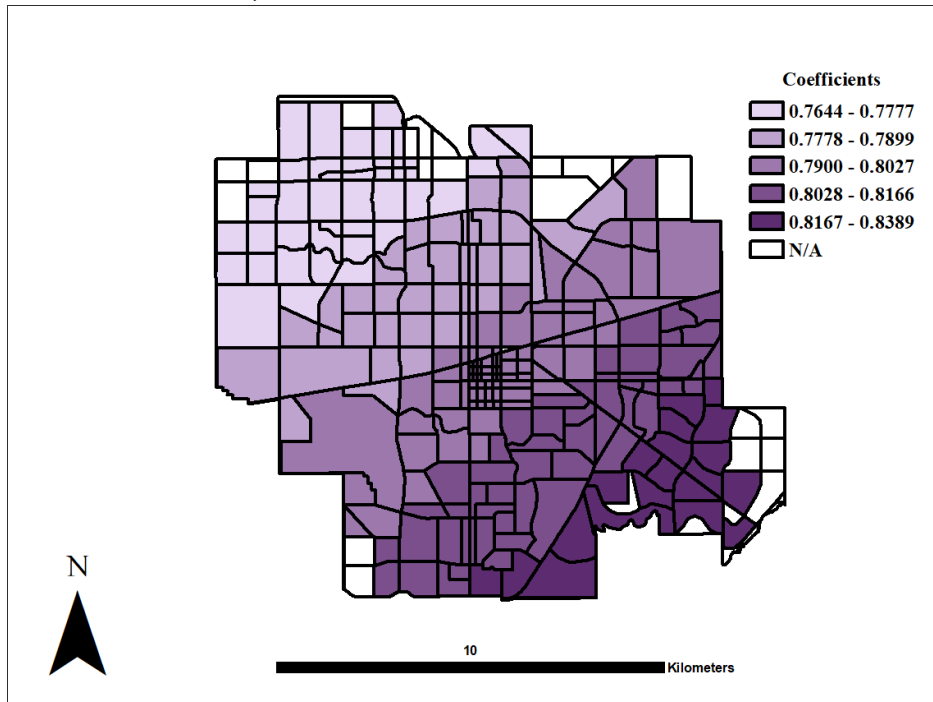 Coefficients
0.7644 - 0.7777
0.7778 - 0.7899
0.7900 - 0.8027
0.8028 - 0.8166
0.8167 - 0.8389
N/A
N
10
Kilometers